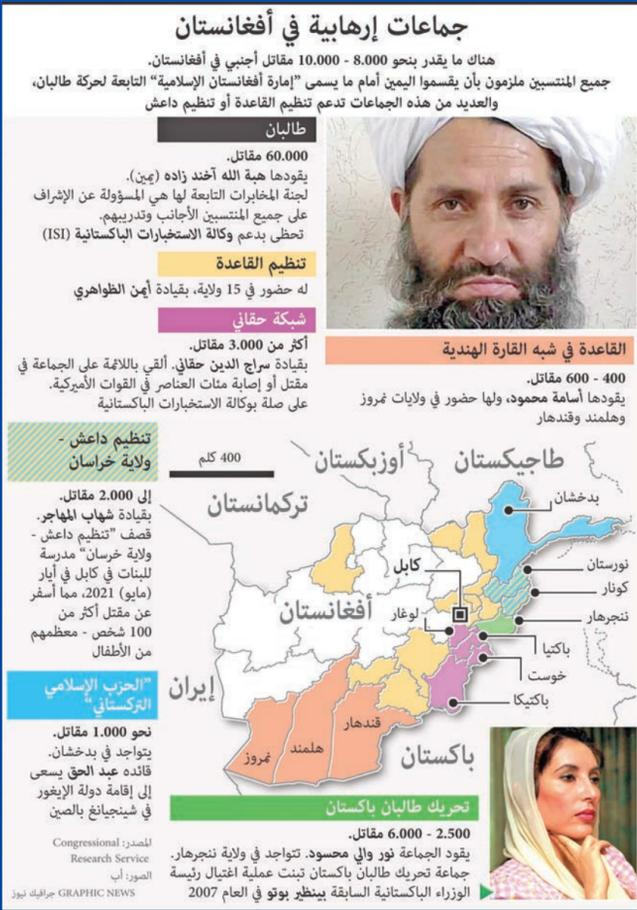 جماعات إرهابية في أفغانستان
هناك ما يقدر بنحو 8.000 - 10.000 مقاتل أجنبي في أفغانستان.
جميع المنتسبين ملزمون بأن يقسموا اليمين أمام ما يسمى "إمارة أفغانستان الإسلامية" التابعة لحركة طالبان،
والعديد من هذه الجماعات تدعم تنظيم القاعدة أو تنظيم داعش
طالبان
60.000 مقاتل.
يقودها هبة الله آخند زاده (يمين).
لجنة المخابرات التابعة لها هي المسؤولة عن الإشراف
على جميع المنتسبين الأجانب وتدريبهم.
تحظى بدعم وكالة الاستخبارات الباكستانية (ISI)
تنظيم القاعدة
له حضور في 15 ولاية، بقيادة أيمن الظواهري
شبكة حقاني
أكثر من 3.000 مقاتل.
بقيادة سراج الدين حقاني. ألقي باللائمة على الجماعة في
مقتل أو إصابة مئات العناصر في القوات الأميركية.
على صلة بوكالة الاستخبارات الباكستانية
القاعدة في شبه القارة الهندية
400 - 600 مقاتل.
يقودها أسامة محمود، ولها حضور في ولايات نمروز
وهلمند وقندهار
تنظيم داعش -
ولاية خراسان
إلى 2.000 مقاتل.
بقيادة شهاب المهاجر.
قصف "تنظيم داعش -
ولاية خرسان" مدرسة
للبنات في كابل في أيار
(مايو) 2021، مما أسفر
عن مقتل أكثر من
100 شخص - معظمهم
من الأطفال
"الحزب الإسلامي
التركستاني"
نحو 1.000 مقاتل.
يتواجد في بدخشان.
قائده عبد الحق يسعى
إلى إقامة دولة الإيغور
في شينجيانغ بالصين
400 كلم
طاجيكستان
أوزبكستان
تركمانستان
بدخشان
نورستان
كونار
ننجرهار
كابل
لوغار
أفغانستان
باكتيا
خوست
باكتيكا
إيران
قندهار
هلمند
نمروز
باكستان
تحريك طالبان باكستان
2.500 - 6.000 مقاتل.
يقود الجماعة نور والي محسود. تتواجد في ولاية ننجرهار.
جماعة تحريك طالبان باكستان تبنت عملية اغتيال رئيسة
الوزراء الباكستانية السابقة بينظير بوتو في العام 2007
المصدر: Congressional
Research Service
الصور: أب
GRAPHIC NEWS جرافيك نيوز